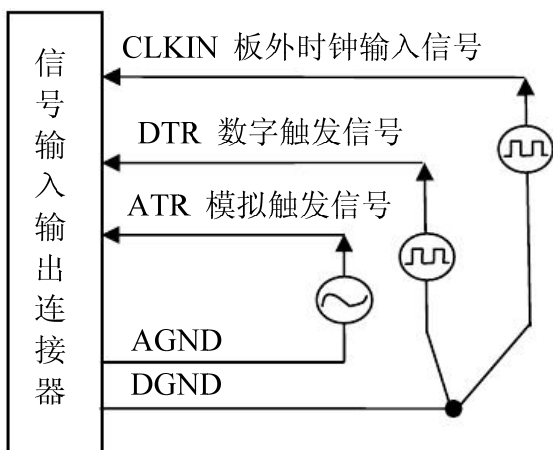 信号输入输出连接器
CLKIN 板外时钟输入信号
DTR 数字触发信号
ATR 模拟触发信号
AGND
DGND